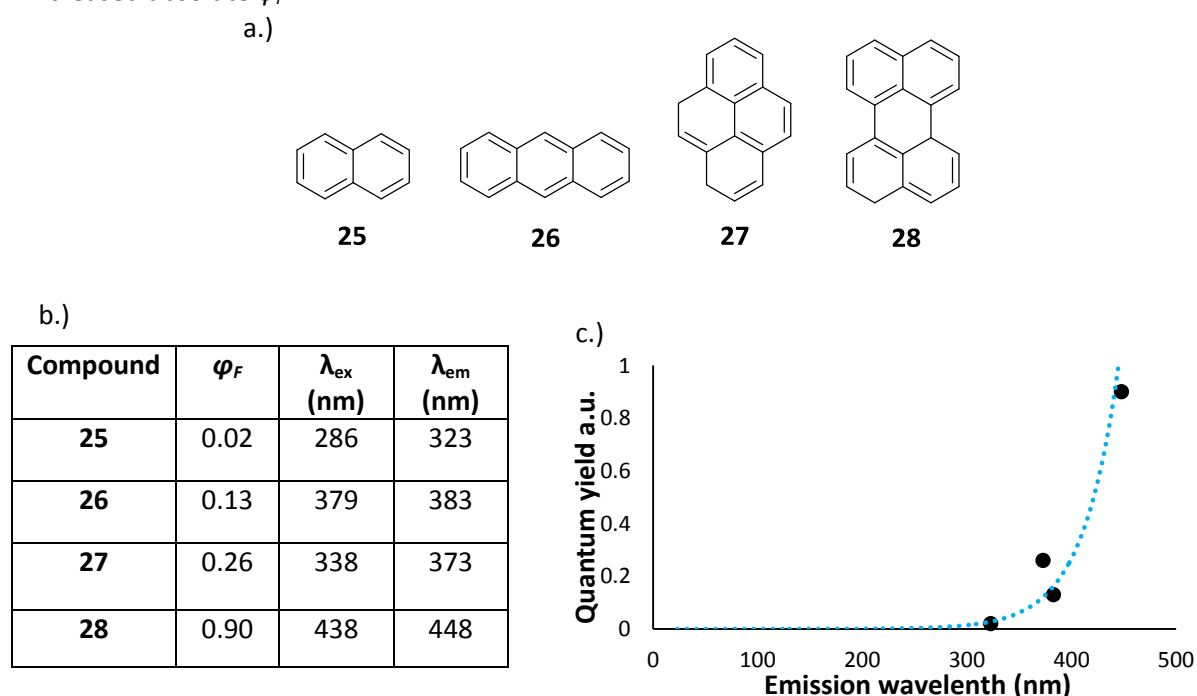 a.)
25
26
27
28
b.)
Compound φF λex (nm) λem (nm)
25 0.02 286 323
26 0.13 379 383
27 0.26 338 373
28 0.90 438 448
c.)
Quantum yield a.u.
1
0.8
0.6
0.4
0.2
0
0 100 200 300 400 500
Emission wavelenth (nm)